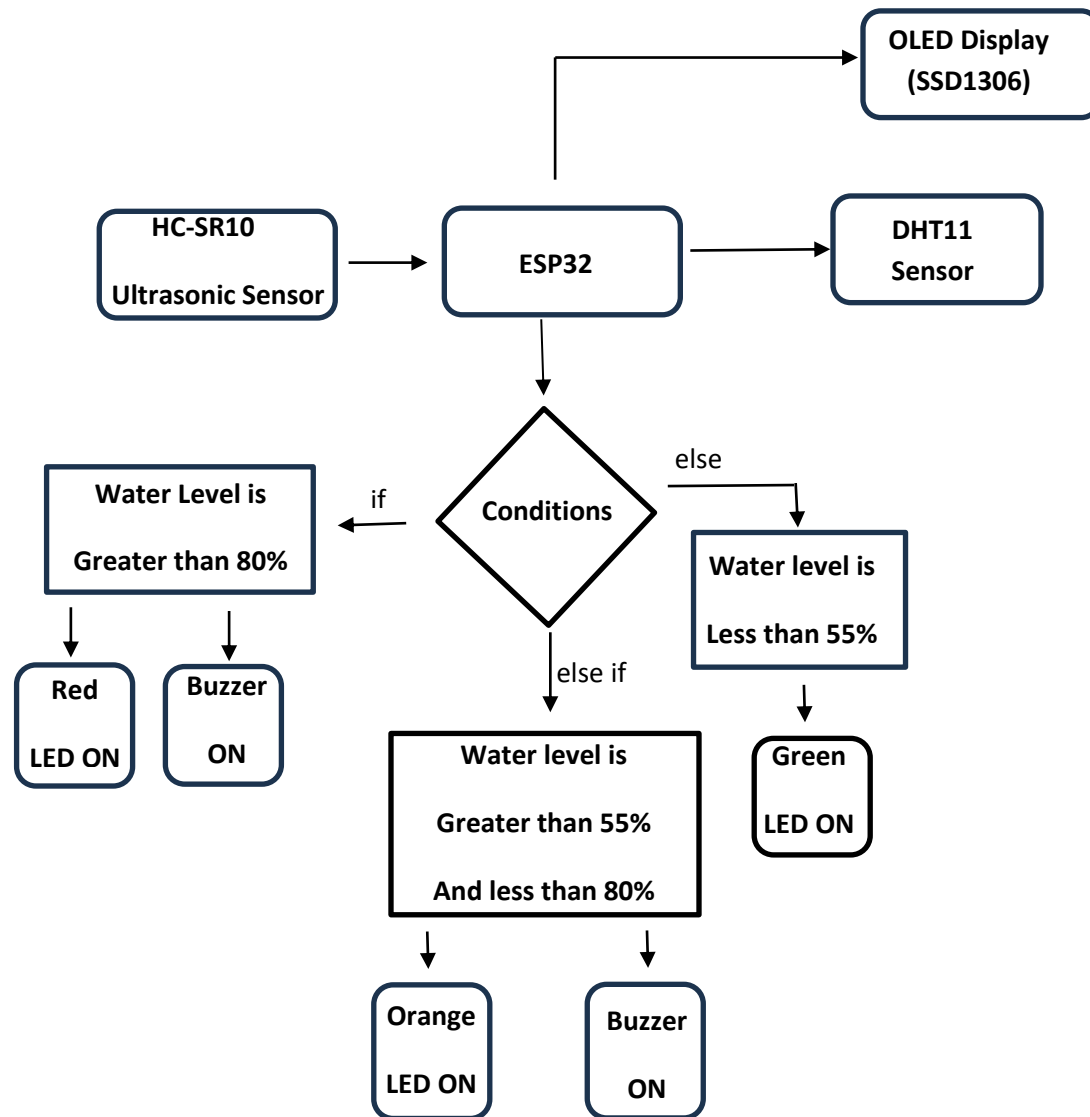 OLED Display
(SSD1306)
HC-SR10
Ultrasonic Sensor
ESP32
DHT11
Sensor
Conditions
if
else
else if
Water Level is
Greater than 80%
Water level is
Less than 55%
Red
LED ON
Buzzer
ON
Water level is
Greater than 55%
And less than 80%
Green
LED ON
Orange
LED ON
Buzzer
ON